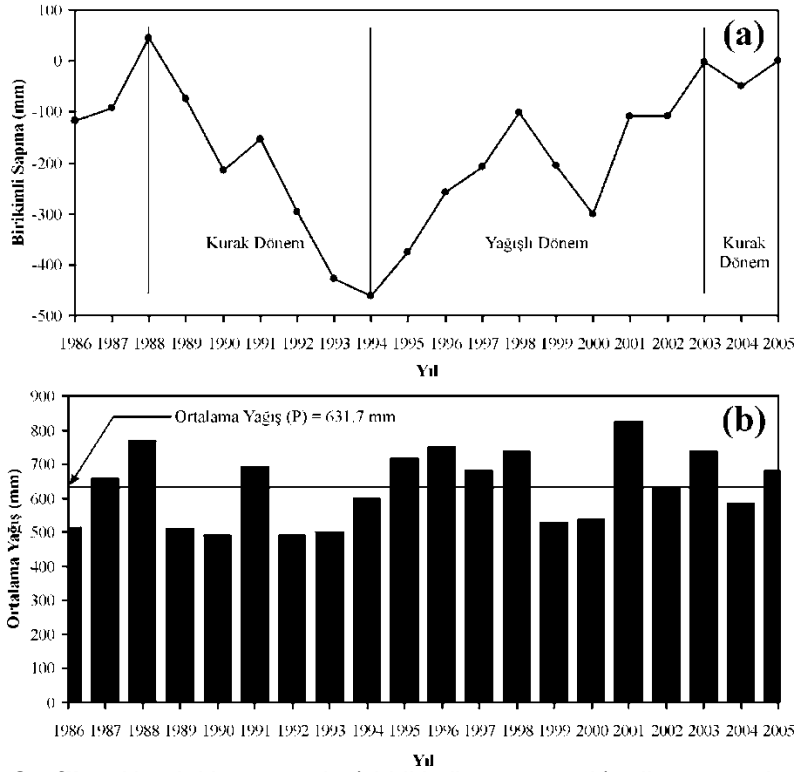 100
(a)
0
-100
-200
-300
-400
-500
Birikimli Sapma (mm)
Kurak Dönem
Yağışlı Dönem
Kurak
Dönem
1986 1987 1988 1989 1990 1991 1992 1993 1994 1995 1996 1997 1998 1999 2000 2001 2002 2003 2004 2005
Yıl
900
(b)
Ortalama Yağış (P) = 631.7 mm
800
700
600
500
400
300
200
100
0
Ortalama Yağış (mm)
1986 1987 1988 1989 1990 1991 1992 1993 1994 1995 1996 1997 1998 1999 2000 2001 2002 2003 2004 2005
Yıl